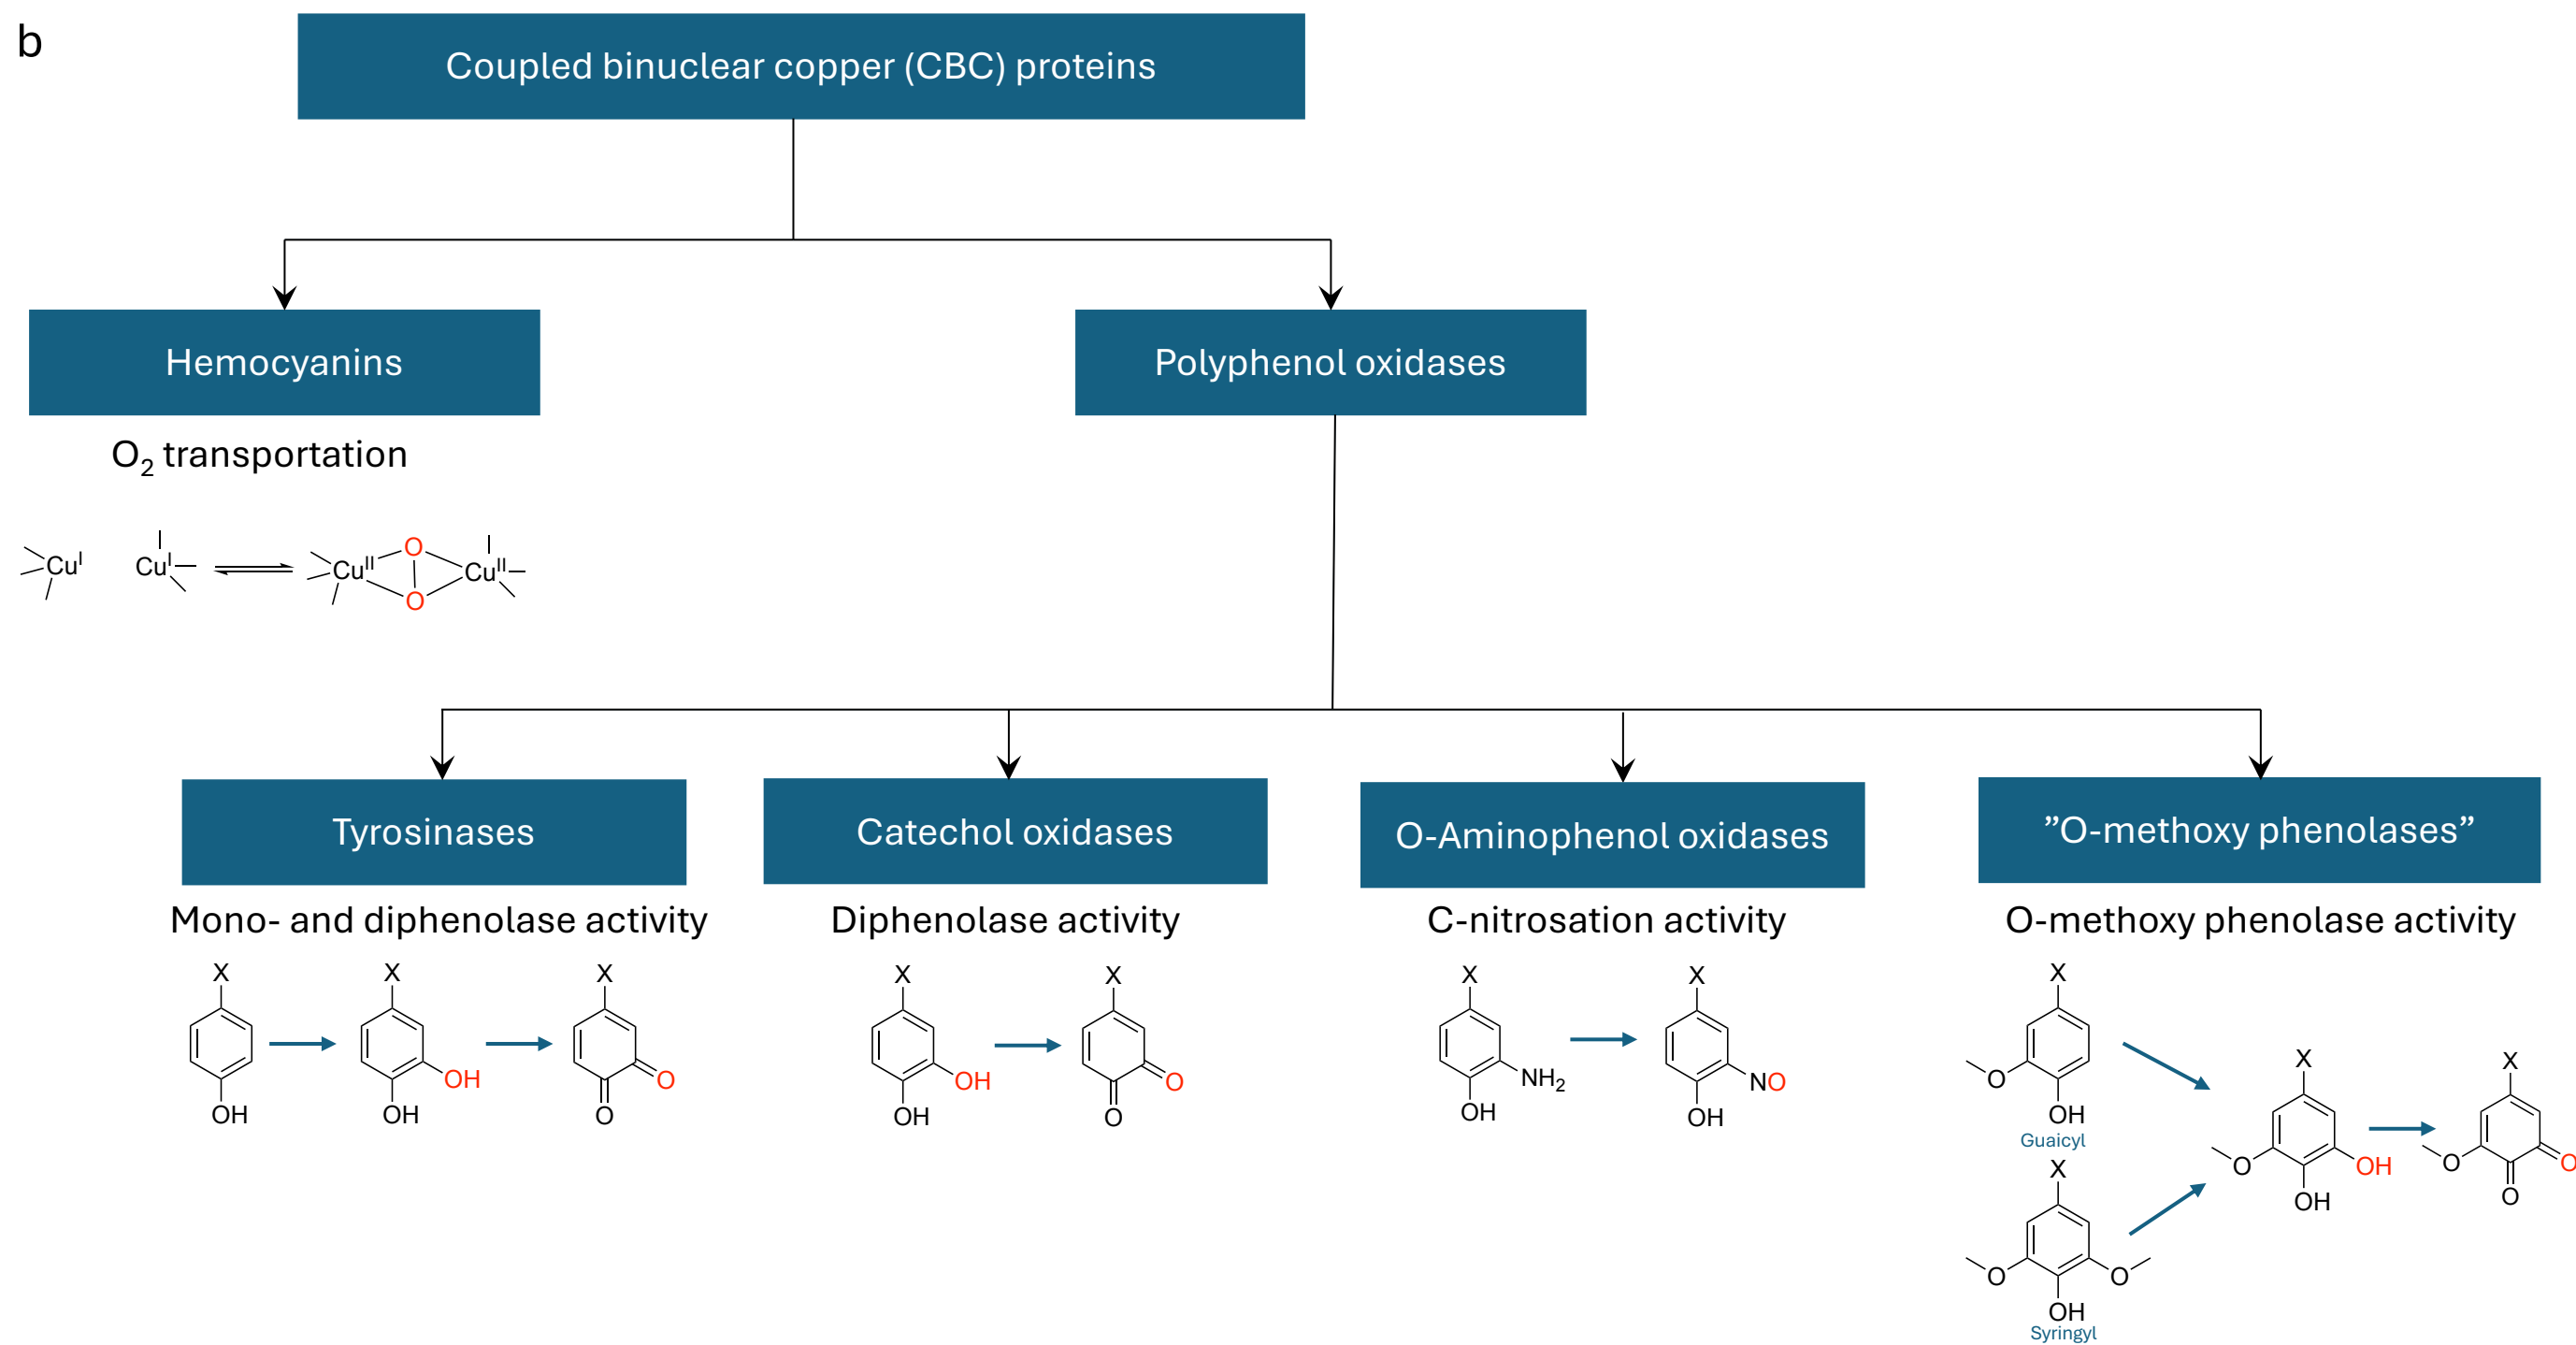 b
Coupled binuclear copper (CBC) proteins
Hemocyanins
Polyphenol oxidases
O₂ transportation
Cuᴵ Cuᴵ Cuᴵᴵ O O Cuᴵᴵ
Tyrosinases
Catechol oxidases
O-Aminophenol oxidases
”O-methoxy phenolases”
Mono- and diphenolase activity
Diphenolase activity
C-nitrosation activity
O-methoxy phenolase activity
X OH
X OH OH
X O O
X OH OH
X O O
X NH₂ OH
X NO OH
X O OH
Guaicyl
X O O OH
Syringyl
X O OH OH
X O O O